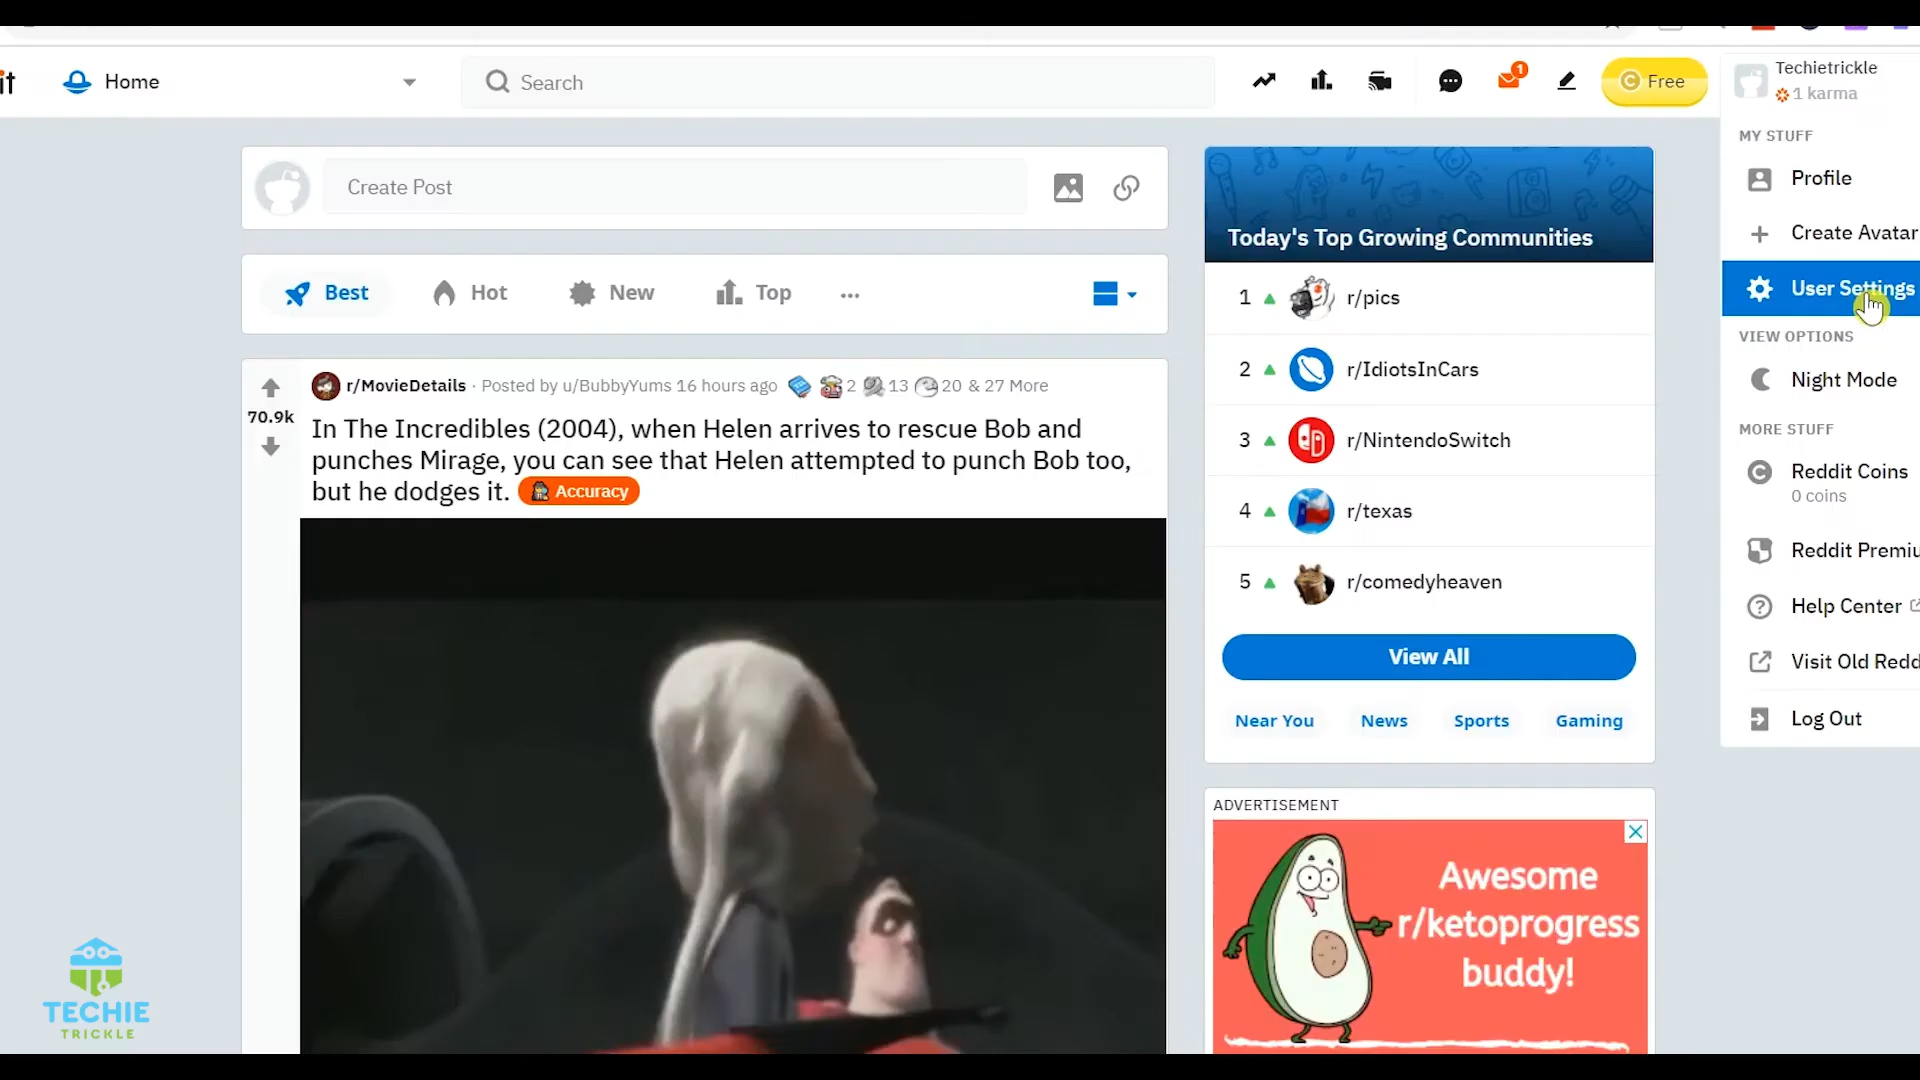 it
Home
Search
1
Free
Techietrickle
1 karma
MY STUFF
Profile
Create Avatar
User Settings
VIEW OPTIONS
Night Mode
MORE STUFF
Reddit Coins
0 coins
Reddit Premiu
Help Center
Visit Old Redd
Log Out
Create Post
Best
Hot
New
Top
r/MovieDetails · Posted by u/BubbyYums 16 hours ago 2 13 20 & 27 More
70.9k
In The Incredibles (2004), when Helen arrives to rescue Bob and
punches Mirage, you can see that Helen attempted to punch Bob too,
but he dodges it. Accuracy
Today's Top Growing Communities
1 r/pics
2 r/IdiotsInCars
3 r/NintendoSwitch
4 r/texas
5 r/comedyheaven
View All
Near You News Sports Gaming
ADVERTISEMENT
Awesome
r/ketoprogress
buddy!
TECHIE
TRICKLE